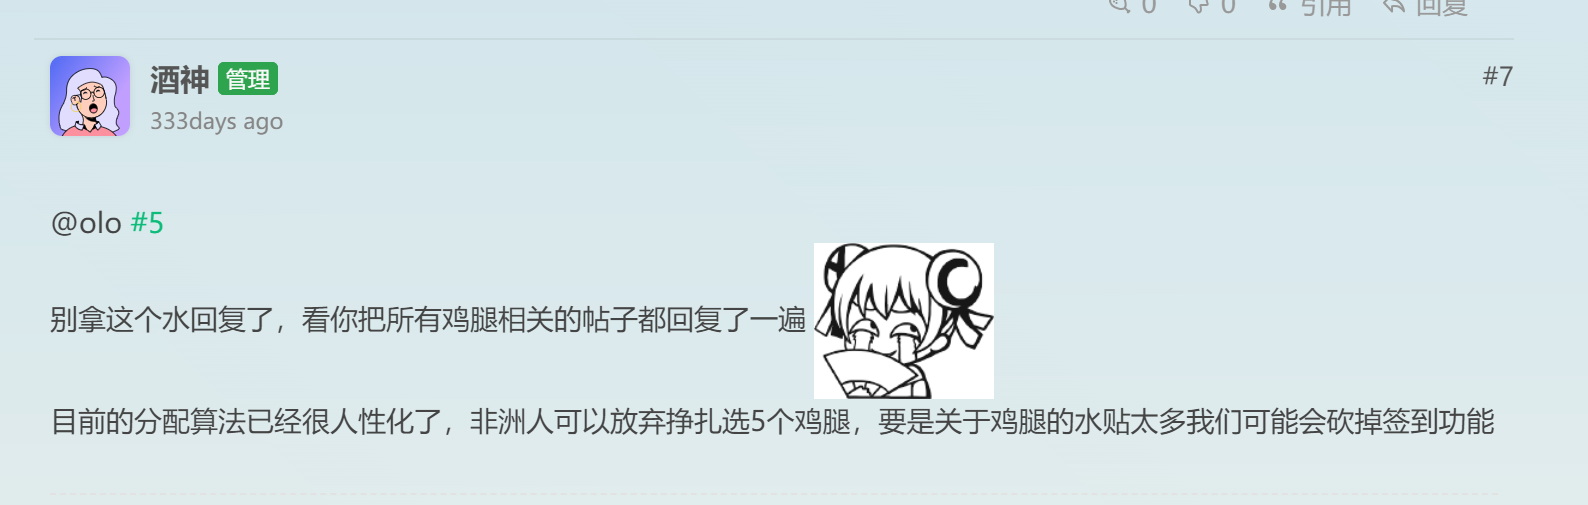 0 0 引用 回复
酒神 管理 #7
333days ago
@olo #5
别拿这个水回复了，看你把所有鸡腿相关的帖子都回复了一遍
目前的分配算法已经很人性化了，非洲人可以放弃挣扎选5个鸡腿，要是关于鸡腿的水贴太多我们可能会砍掉签到功能